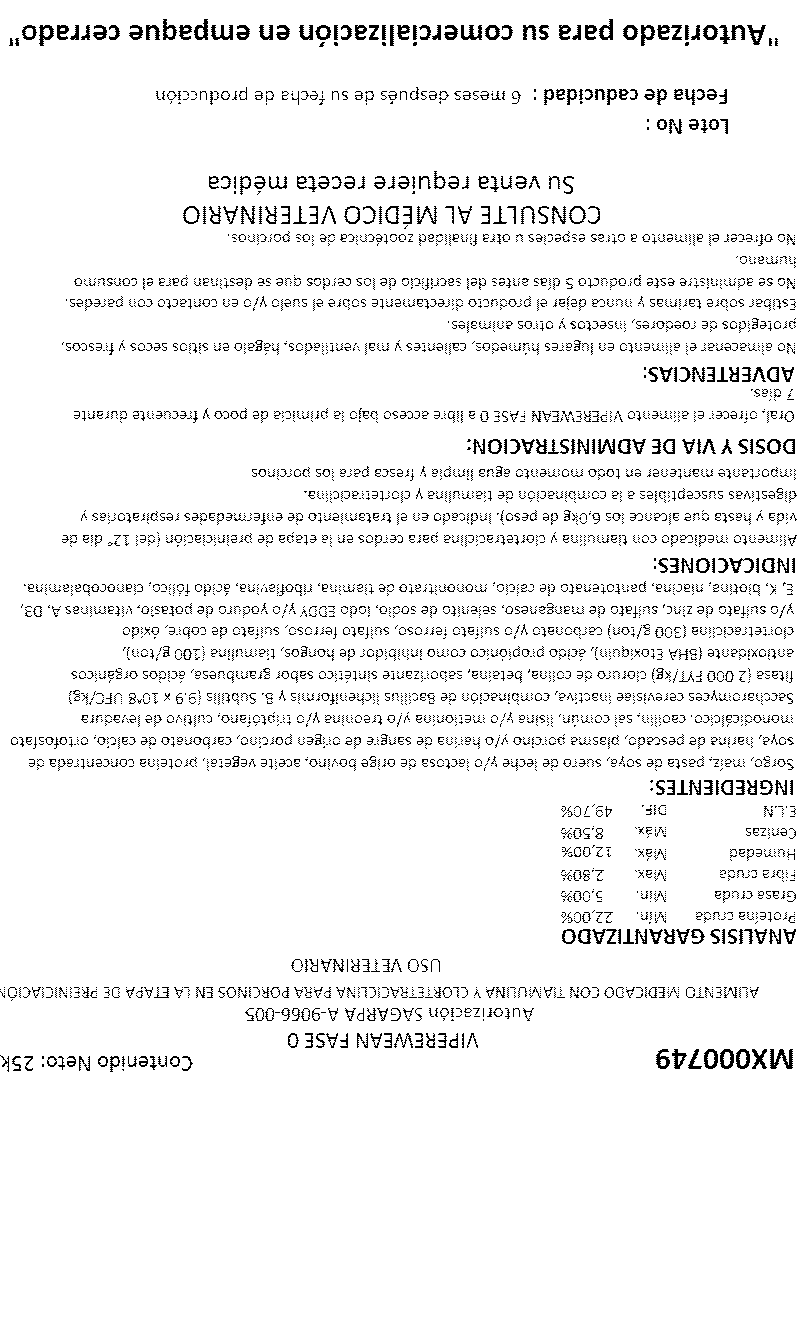 MX000749
Contenido Neto: 25k
VIPEREWEAN FASE 0
Autorización SAGARPA A-9066-005
ALIMENTO MEDICADO CON TIAMULINA Y CLORTETRACICLINA PARA PORCINOS EN LA ETAPA DE PREINICIACIÓN
USO VETERINARIO
ANALISIS GARANTIZADO
Proteína cruda Mín. 22,00%
Grasa cruda Mín. 5,00%
Fibra cruda Máx. 2,80%
Humedad Máx. 12,00%
Cenizas Máx. 8,50%
E.L.N DIF. 49,70%
INGREDIENTES:
Sorgo, maíz, pasta de soya, suero de leche y/o lactosa de orige bovino, aceite vegetal, proteína concentrada de
soya, harina de pescado, plasma porcino y/o harina de sangre de origen porcino, carbonato de calcio, ortofosfato
monodicálcico, caolín, sal común, lisina y/o metionina y/o treonina y/o triptofano, cultivo de levadura
Saccharomyces cerevisiae inactiva, combinación de Bacillus licheniformis y B. Subtilis (9.9 x 10^8 UFC/kg)
fitasa (2 000 FYT/kg) cloruro de colina, betaína, saborizante sintético sabor grambuesa, ácidos orgánicos
antioxidante (BHA Etoxiquin), ácido propiónico como inhibidor de hongos, tiamulina (100 g/ton),
clortetraciclina (300 g/ton) carbonato y/o sulfato ferroso, sulfato ferroso, sulfato de cobre, óxido
y/o sulfato de zinc, sulfato de manganeso, selenito de sodio, iodo EDDY y/o yoduro de potasio, vitaminas A, D3,
E, K, biotina, niacina, pantotenato de calcio, mononitrato de tiamina, riboflavina, ácido fólico, cianocobalamina.
INDICACIONES:
Alimento medicado con tiamulina y clortetraciclina para cerdos en la etapa de preiniciación (del 12° dia de
vida y hasta que alcance los 6,0kg de peso). Indicado en el tratamiento de enfermedades respiratorias y
digestivas susceptibles a la combinación de tiamulina y clortetraciclina.
Importante mantener en todo momento agua limpia y fresca para los porcinos
DOSIS Y VIA DE ADMINISTRACION:
Oral, ofrecer el alimento VIPEREWEAN FASE 0 a libre acceso bajo la primicia de poco y frecuente durante
7 días.
ADVERTENCIAS:
No almacenar el alimento en lugares húmedos, calientes y mal ventilados, hágalo en sitios secos y frescos,
protegidos de roedores, insectos y otros animales.
Estibar sobre tarimas y nunca dejar el producto directamente sobre el suelo y/o en contacto con paredes.
No se administre este producto 5 días antes del sacrificio de los cerdos que se destinan para el consumo
humano.
No ofrecer el alimento a otras especies u otra finalidad zootécnica de los porcinos.
CONSULTE AL MÉDICO VETERINARIO
Su venta requiere receta médica
Lote No :
Fecha de caducidad : 6 meses después de su fecha de producción
"Autorizado para su comercialización en empaque cerrado"